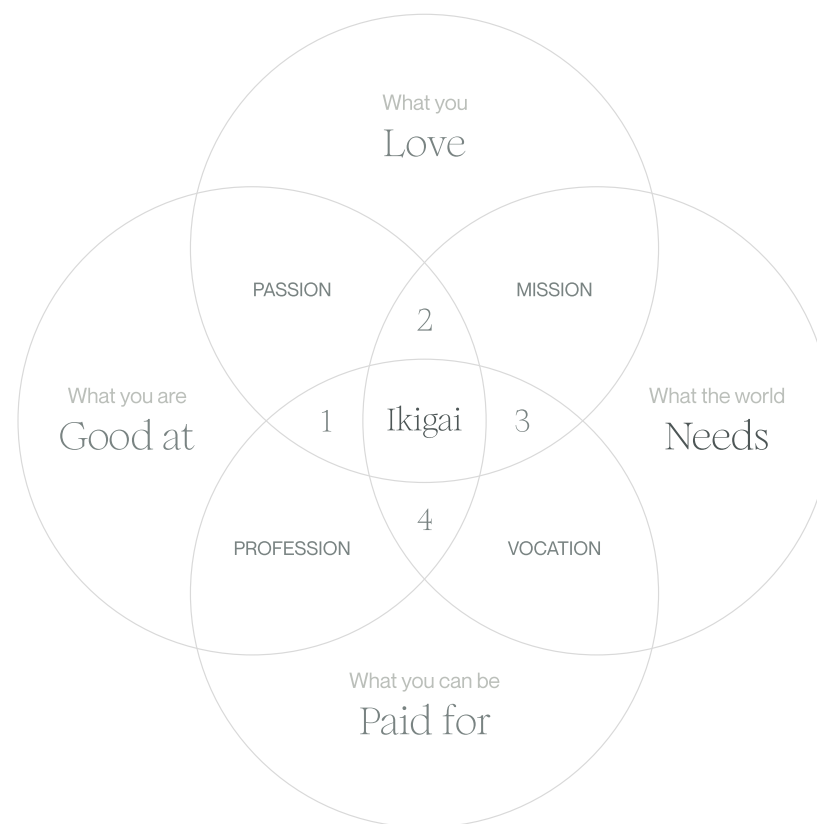 What you
Love
PASSION
MISSION
2
What you are
Good at
1
Ikigai
3
What the world
Needs
4
PROFESSION
VOCATION
What you can be
Paid for